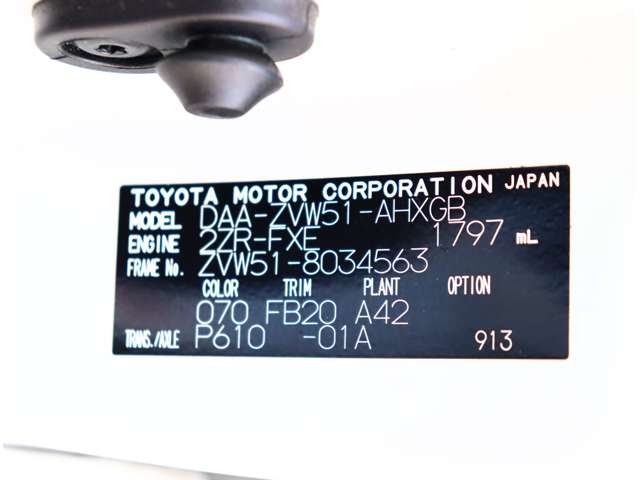 TOYOTA MOTOR CORPORATION JAPAN
MODEL DAA-ZVW51-AHXGB
ENGINE 2ZR-FXE 1797 mL
FRAME No. ZVW51-8034563
COLOR TRIM PLANT OPTION
070 FB20 A42
TRANS./AXLE P610 -01A 913